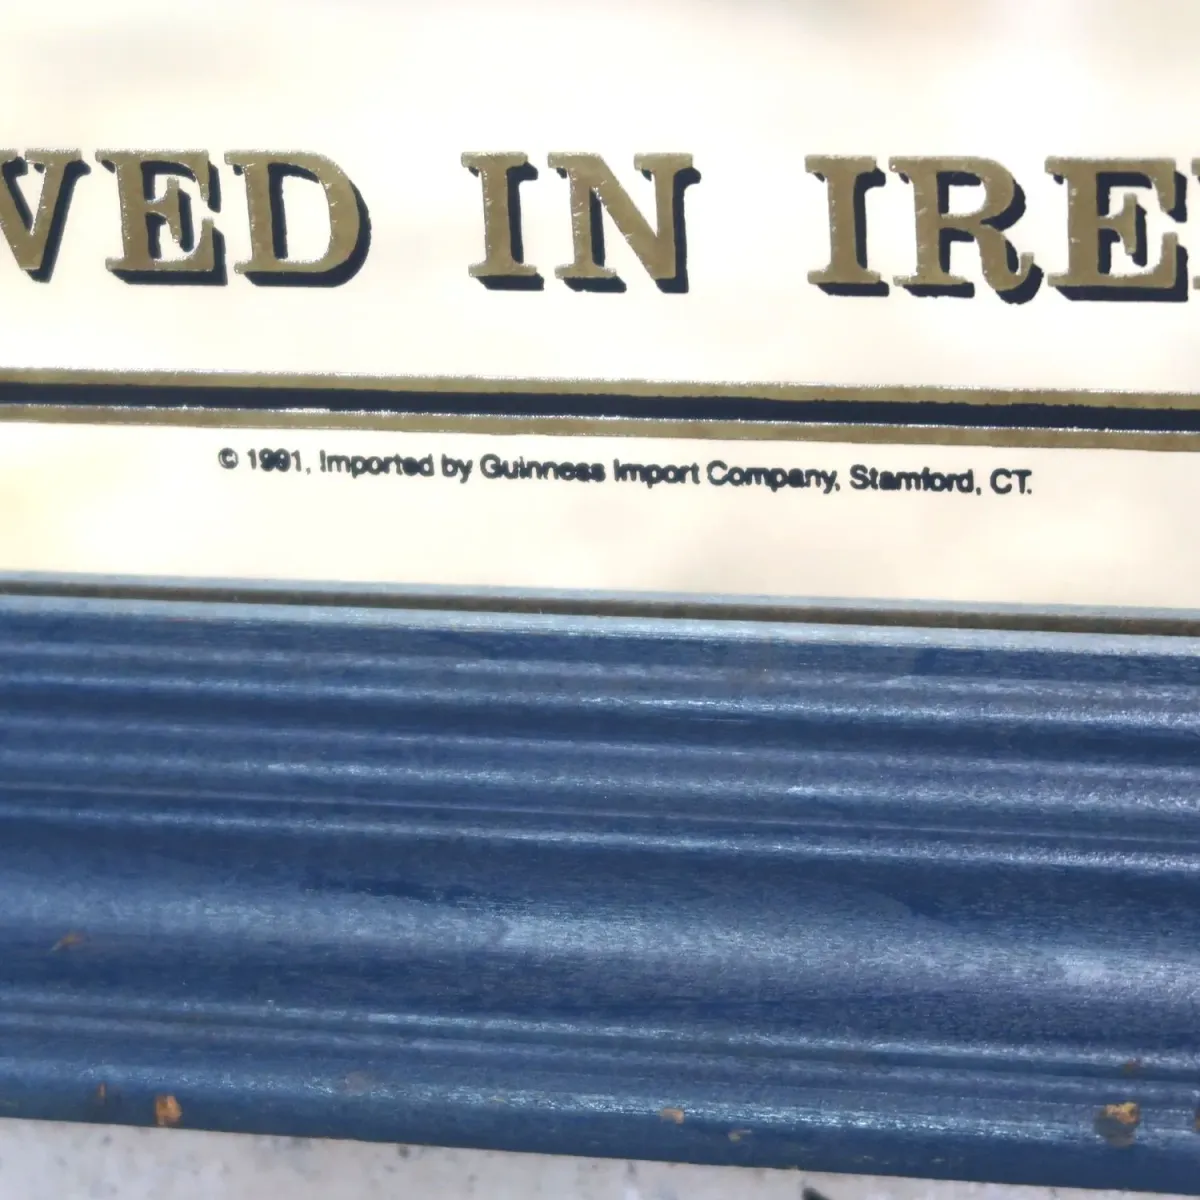 VED IN IRE
© 1991, Imported by Guinness Import Company, Stamford, CT.